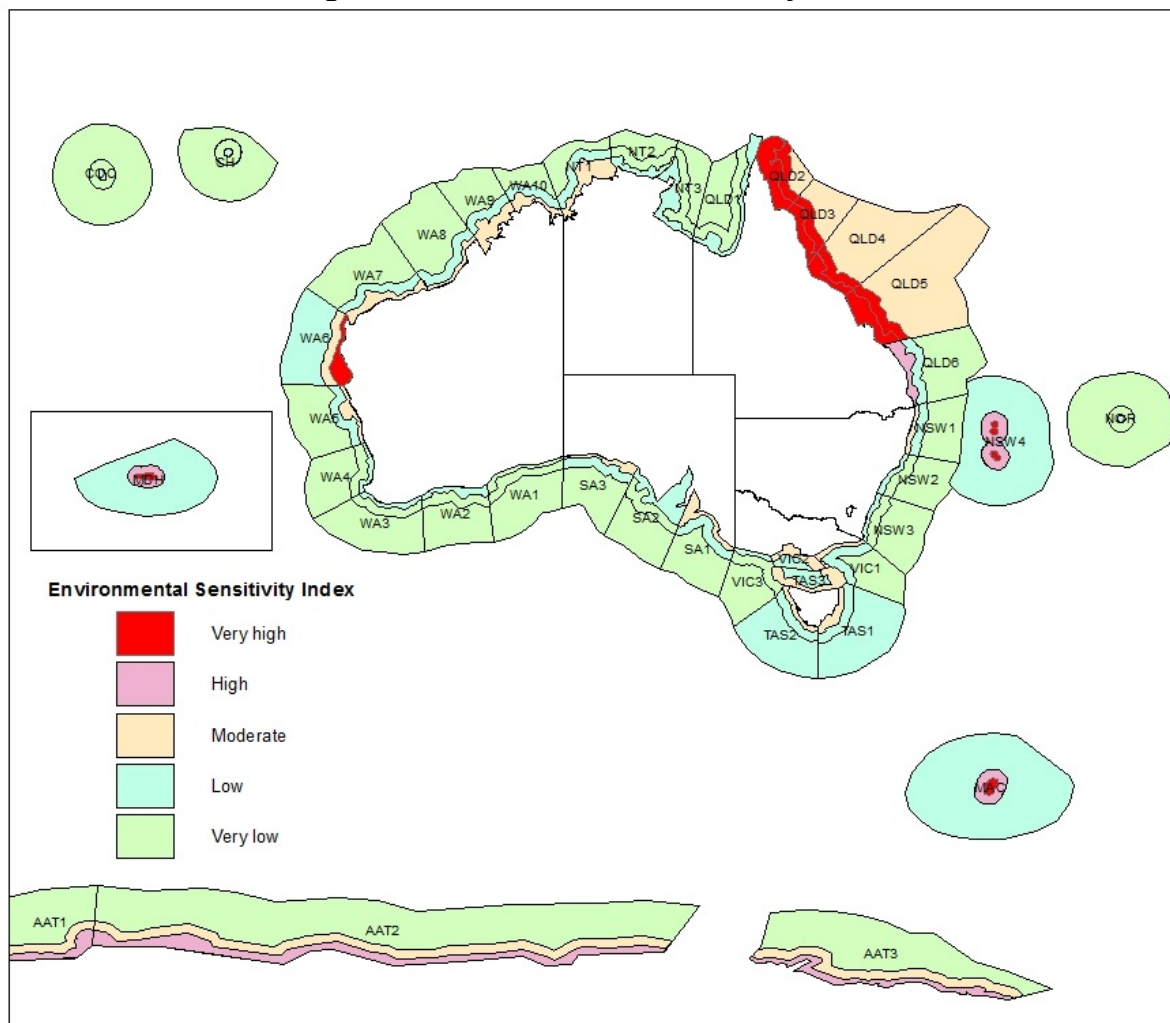 COC
CH
NT1
NT2
NT3
QLD1
QLD2
QLD3
QLD4
QLD5
QLD6
WA10
WA9
WA8
WA7
WA6
WA5
WA4
WA3
WA2
WA1
SA3
SA2
SA1
VIC3
VIC2
VIC1
TAS3
TAS2
TAS1
NSW1
NSW2
NSW3
NSW4
NOR
MDH
MAC
Environmental Sensitivity Index
Very high
High
Moderate
Low
Very low
AAT1
AAT2
AAT3